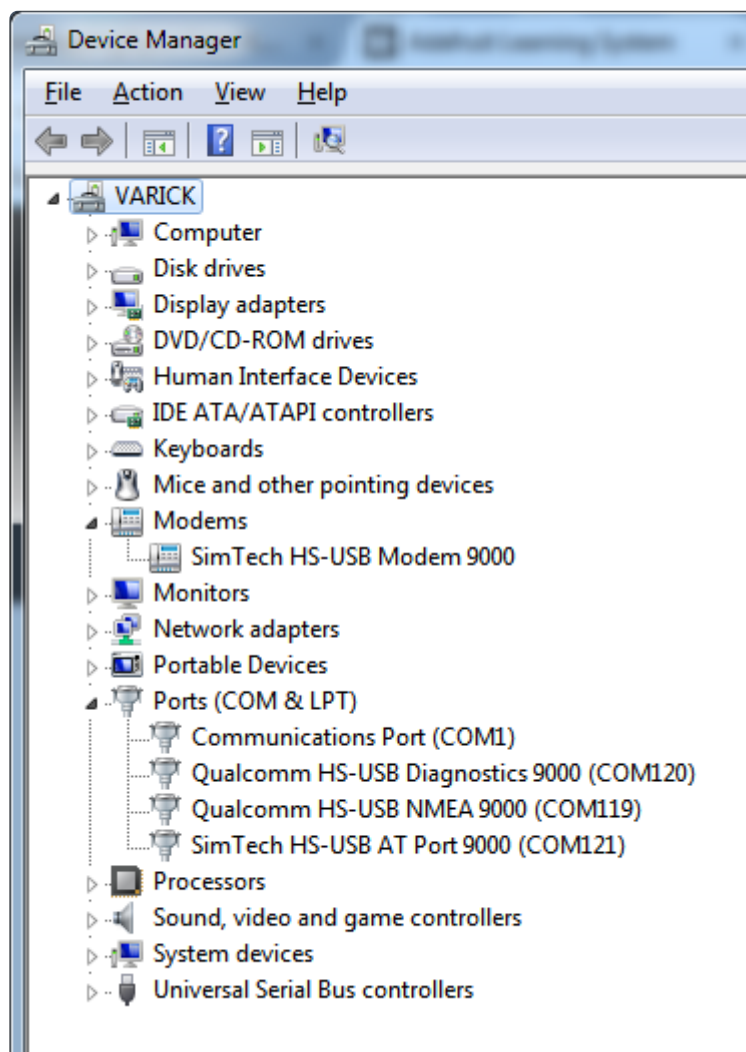 Device Manager
Adafruit Learning System
File Action View Help
VARICK
Computer
Disk drives
Display adapters
DVD/CD-ROM drives
Human Interface Devices
IDE ATA/ATAPI controllers
Keyboards
Mice and other pointing devices
Modems
SimTech HS-USB Modem 9000
Monitors
Network adapters
Portable Devices
Ports (COM & LPT)
Communications Port (COM1)
Qualcomm HS-USB Diagnostics 9000 (COM120)
Qualcomm HS-USB NMEA 9000 (COM119)
SimTech HS-USB AT Port 9000 (COM121)
Processors
Sound, video and game controllers
System devices
Universal Serial Bus controllers